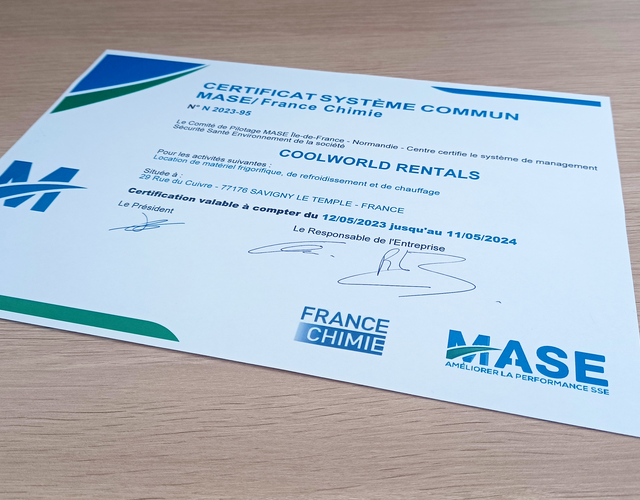 CERTIFICAT SYSTÈME COMMUN
MASE/ France Chimie
N° N 2023-95
Le Comité de Pilotage MASE Île-de-France - Normandie - Centre certifie le système de management
Sécurité Santé Environnement de la société
COOLWORLD RENTALS
Pour les activités suivantes :
Location de matériel frigorifique, de refroidissement et de chauffage
Située à :
29 Rue du Cuivre - 77176 SAVIGNY LE TEMPLE - FRANCE
Certification valable à compter du 12/05/2023 jusqu'au 11/05/2024
Le Président
Le Responsable de l'Entreprise
FRANCE
CHIMIE
MASE
AMÉLIORER LA PERFORMANCE SSE
M